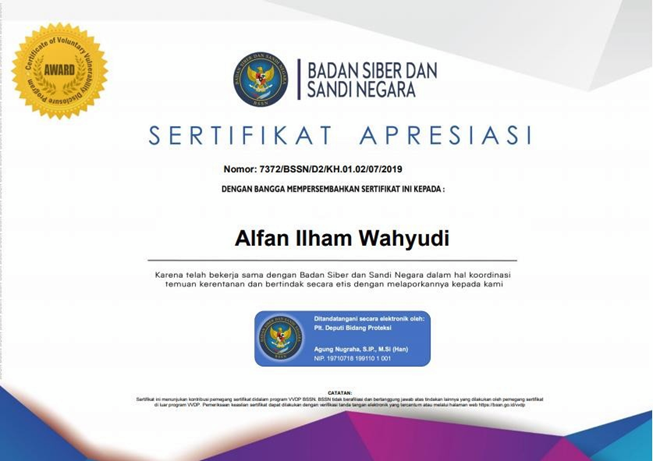 Certificate of Voluntary Vulnerability Disclosure Program
AWARD
BADAN SIBER DAN SANDI NEGARA
BSSN
BADAN SIBER DAN
SANDI NEGARA
SERTIFIKAT APRESIASI
Nomor: 7372/BSSN/D2/KH.01.02/07/2019
DENGAN BANGGA MEMPERSEMBAHKAN SERTIFIKAT INI KEPADA :
Alfan Ilham Wahyudi
Karena telah bekerja sama dengan Badan Siber dan Sandi Negara dalam hal koordinasi
temuan kerentanan dan bertindak secara etis dengan melaporkannya kepada kami
Ditandatangani secara elektronik oleh:
Plt. Deputi Bidang Proteksi
Agung Nugraha, S.IP., M.Si (Han)
NIP. 19710718 199110 1 001
CATATAN:
Sertifikat ini menunjukan kontribusi pemegang sertifikat didalam program VVDP BSSN. BSSN tidak berafiliasi dan bertanggung jawab atas tindakan lainnya yang dilakukan oleh pemegang sertifikat
di luar program VVDP. Pemeriksaan keaslian sertifikat dapat dilakukan dengan verifikasi tanda tangan elektronik yang tercantum atau melalui halaman web https://bssn.go.id/vvdp